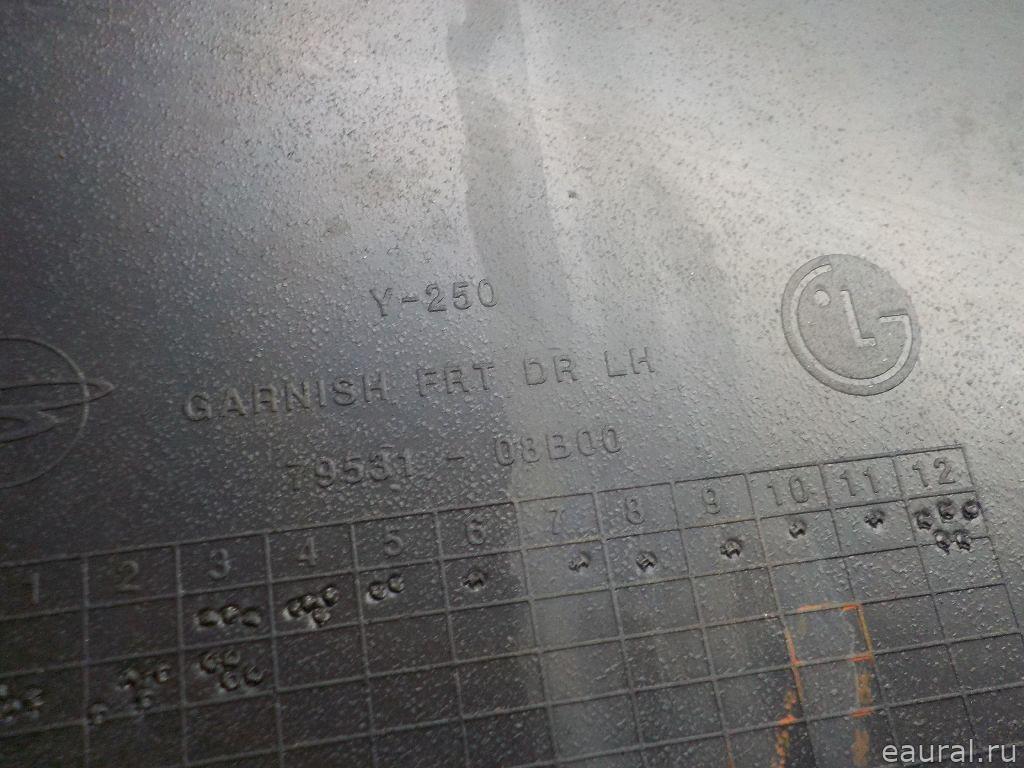 Y-250
LG
GARNISH FRT DR LH
79531 - 08B00
1 2 3 4 5 6 7 8 9 10 11 12
eaural.ru